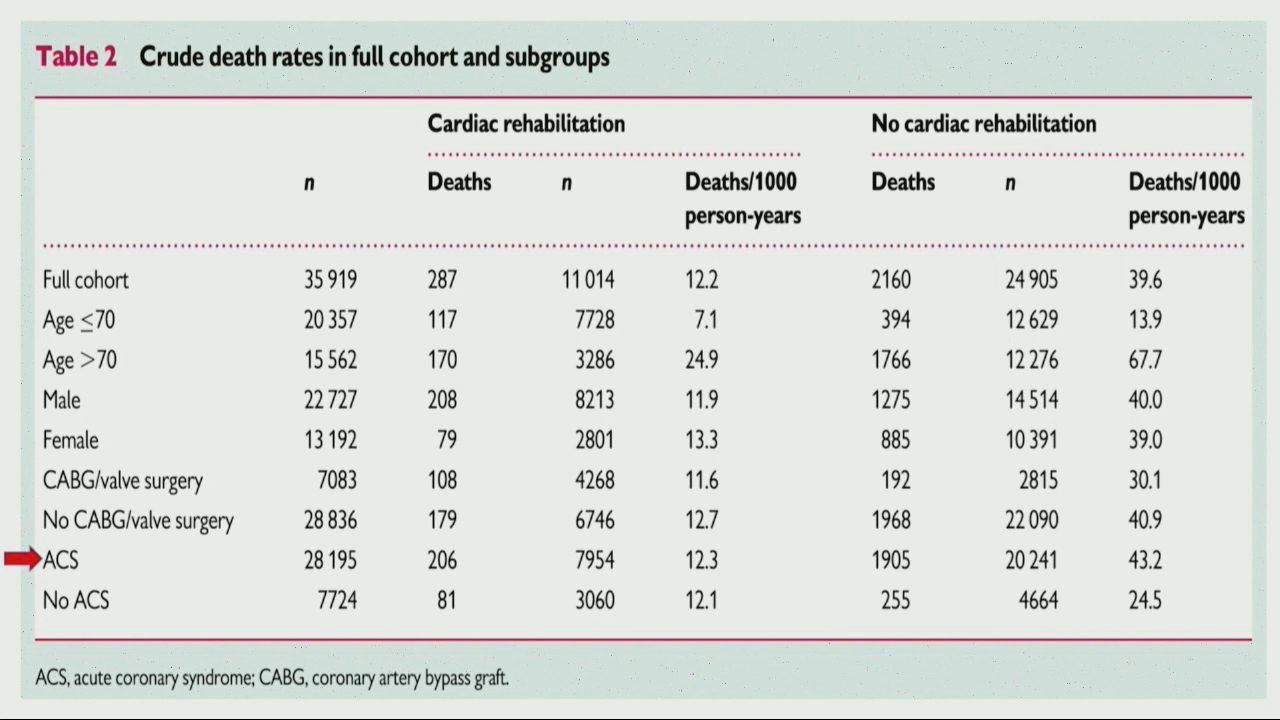 Table 2 Crude death rates in full cohort and subgroups
Cardiac rehabilitation No cardiac rehabilitation
n Deaths n Deaths/1000 person-years Deaths n Deaths/1000 person-years
Full cohort 35 919 287 11 014 12.2 2160 24 905 39.6
Age ≤70 20 357 117 7728 7.1 394 12 629 13.9
Age >70 15 562 170 3286 24.9 1766 12 276 67.7
Male 22 727 208 8213 11.9 1275 14 514 40.0
Female 13 192 79 2801 13.3 885 10 391 39.0
CABG/valve surgery 7083 108 4268 11.6 192 2815 30.1
No CABG/valve surgery 28 836 179 6746 12.7 1968 22 090 40.9
ACS 28 195 206 7954 12.3 1905 20 241 43.2
No ACS 7724 81 3060 12.1 255 4664 24.5
ACS, acute coronary syndrome; CABG, coronary artery bypass graft.